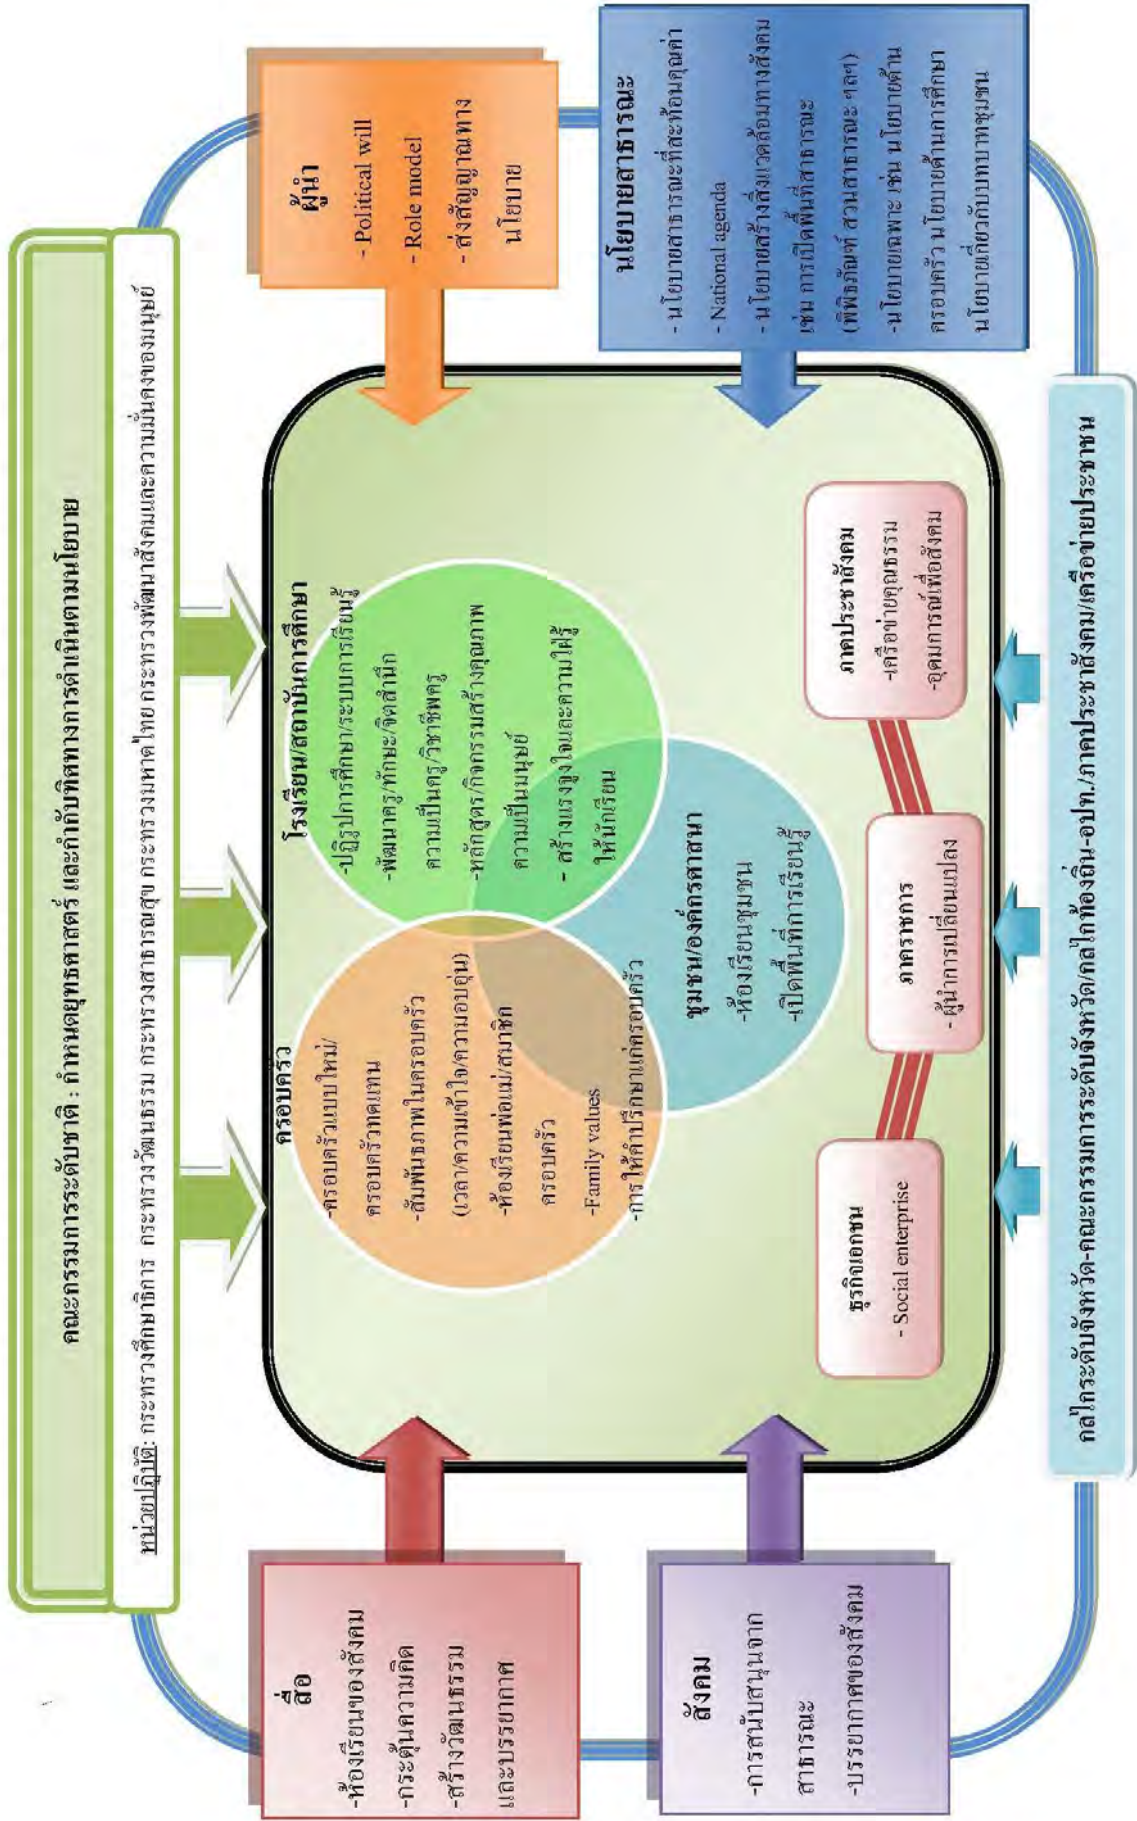 คณะกรรมการระดับชาติ : กำหนดยุทธศาสตร์ และกำกับทิศทางการดำเนินตามนโยบาย
หน่วยปฏิบัติ: กระทรวงศึกษาธิการ กระทรวงวัฒนธรรม กระทรวงสาธารณสุข กระทรวงมหาดไทย กระทรวงพัฒนาสังคมและความมั่นคงของมนุษย์
สื่อ
-ห้องเรียนของสังคม
-กระตุ้นความคิด
-สร้างวัฒนธรรม
และบรรยากาศ
สังคม
-การสนับสนุนจาก
สาธารณะ
-บรรยากาศของสังคม
ครอบครัว
-ครอบครัวแบบใหม่/
ครอบครัวทดแทน
-สัมพันธภาพในครอบครัว
(เวลา/ความเข้าใจ/ความอบอุ่น)
-ห้องเรียนพ่อแม่/สมาชิก
ครอบครัว
-Family values
-การให้คำปรึกษาแก่ครอบครัว
โรงเรียน/สถาบันการศึกษา
-ปฏิรูปการศึกษา/ระบบการเรียนรู้
-พัฒนาครู/ทักษะ/จิตสำนึก
ความเป็นครู/วิชาชีพครู
-หลักสูตร/กิจกรรมสร้างคุณภาพ
ความเป็นมนุษย์
- สร้างแรงจูงใจและความใฝ่รู้
ให้นักเรียน
ชุมชน/องค์กรศาสนา
-ห้องเรียนชุมชน
-เปิดพื้นที่การเรียนรู้
ธุรกิจเอกชน
- Social enterprise
ภาคราชการ
- ผู้นำการเปลี่ยนแปลง
ภาคประชาสังคม
-เครือข่ายคุณธรรม
-อุดมการณ์เพื่อสังคม
ผู้นำ
- Political will
- Role model
- ส่งสัญญาณทาง
นโยบาย
นโยบายสาธารณะ
- นโยบายสาธารณะที่สะท้อนคุณค่า
- National agenda
- นโยบายสร้างสิ่งแวดล้อมทางสังคม
เช่น การเปิดพื้นที่สาธารณะ
(พิพิธภัณฑ์ สวนสาธารณะ ฯลฯ)
-นโยบายเฉพาะ เช่น นโยบายด้าน
ครอบครัว นโยบายด้านการศึกษา
นโยบายเกี่ยวกับบทบาทชุมชน
กลไกระดับจังหวัด-คณะกรรมการระดับจังหวัด/กลไกท้องถิ่น-อปท./ภาคประชาสังคม/เครือข่ายประชาชน